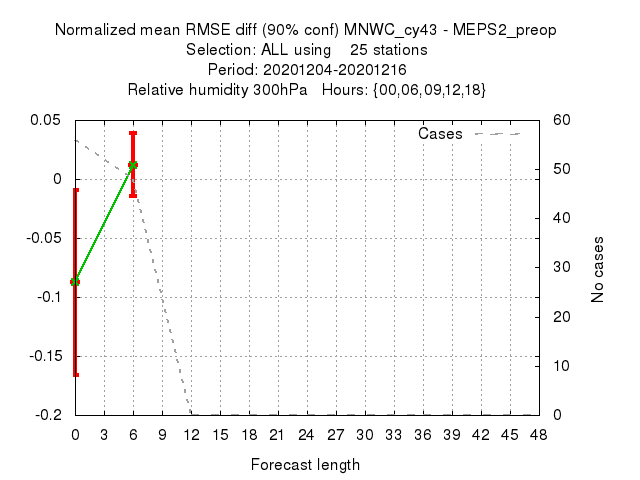 Normalized mean RMSE diff (90% conf) MNWC_cy43 - MEPS2_preop
Selection: ALL using    25 stations
Period: 20201204-20201216
Relative humidity 300hPa   Hours: {00,06,09,12,18}
Cases
0.05
0
-0.05
-0.1
-0.15
-0.2
60
50
40
30
20
10
0
No cases
0 3 6 9 12 15 18 21 24 27 30 33 36 39 42 45 48
Forecast length